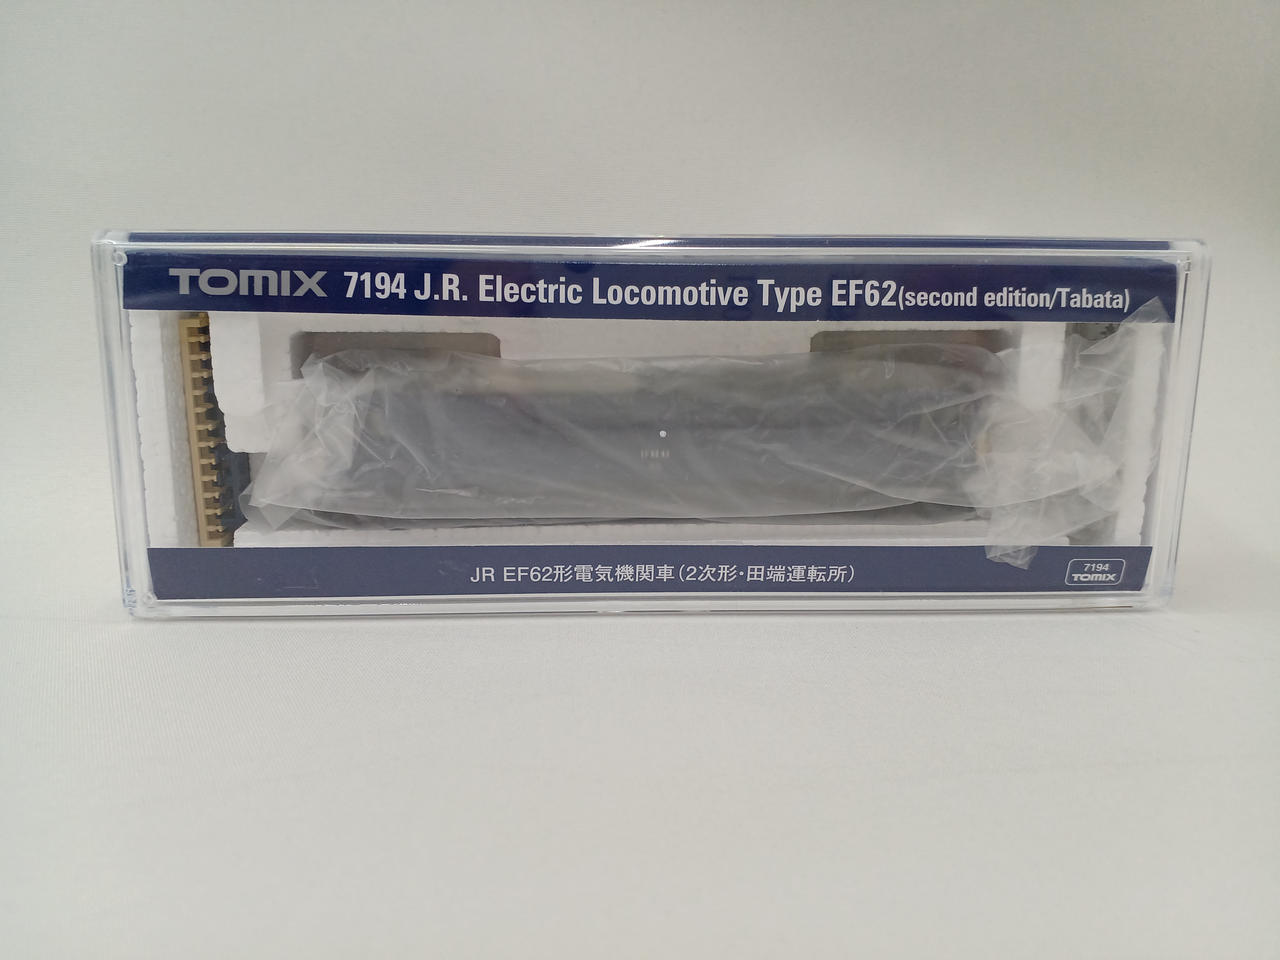 TOMIX 7194 J.R. Electric Locomotive Type EF62(second edition/Tabata)
JR EF62形電気機関車(2次形・田端運転所)
7194
TOMIX